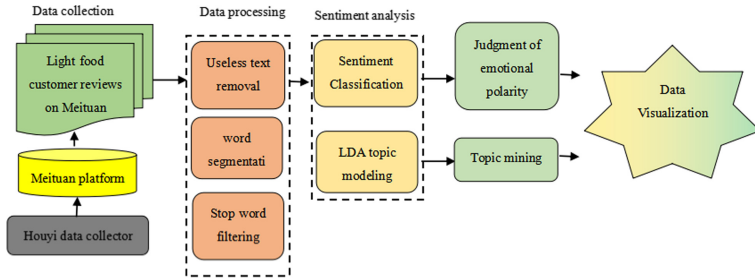 Data collection
Light food
customer reviews
on Meituan
Meituan platform
Houyi data collector
Data processing
Useless text
removal
word
segmentati
Stop word
filtering
Sentiment analysis
Sentiment
Classification
LDA topic
modeling
Judgment of
emotional
polarity
Topic mining
Data
Visualization